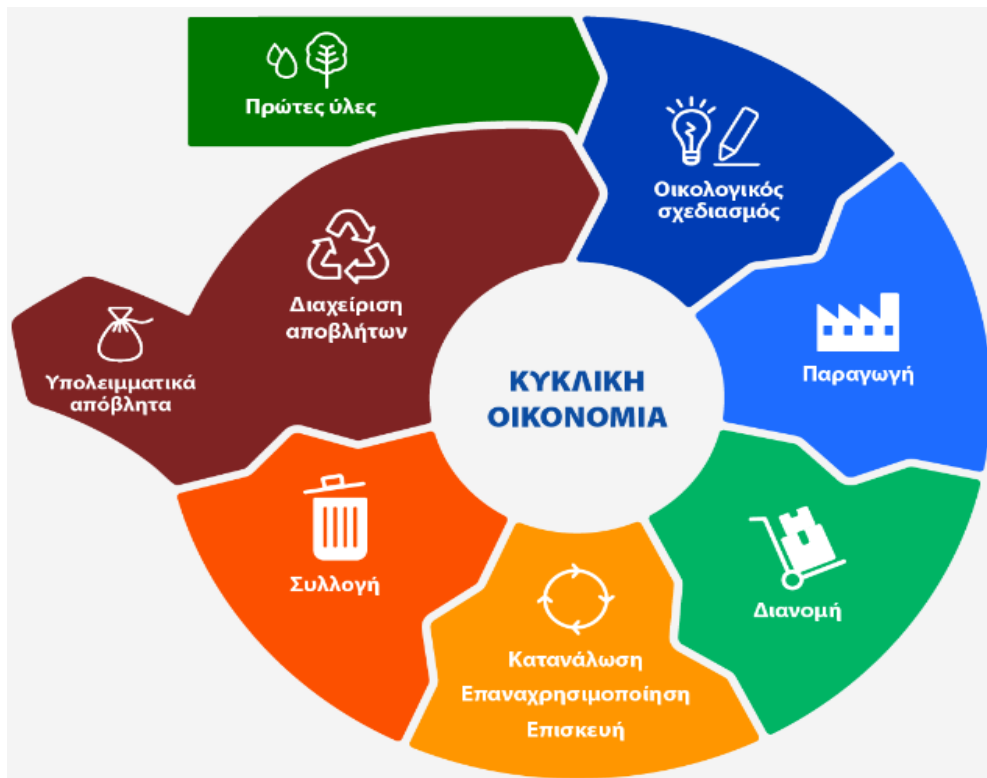 Πρώτες ύλες
Οικολογικός
σχεδιασμός
Παραγωγή
Διανομή
Κατανάλωση
Επαναχρησιμοποίηση
Επισκευή
Συλλογή
Διαχείριση
αποβλήτων
Υπολειμματικά
απόβλητα
ΚΥΚΛΙΚΗ
ΟΙΚΟΝΟΜΙΑ